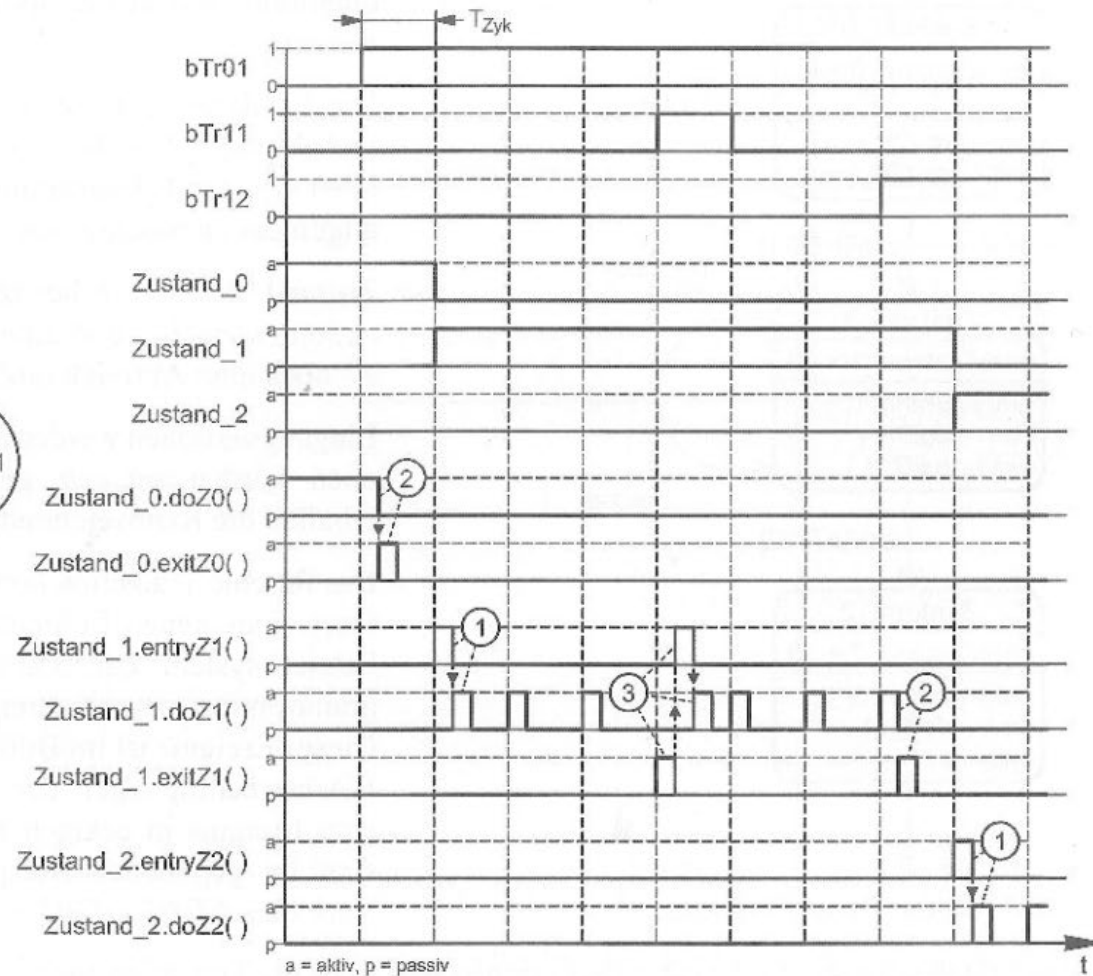 T_Zyk
bTr01 1 0
bTr11 1 0
bTr12 1 0
Zustand_0 a p
Zustand_1 a p
Zustand_2 a p
Zustand_0.doZ0( ) a p 2
Zustand_0.exitZ0( ) a p
Zustand_1.entryZ1( ) a p 1
Zustand_1.doZ1( ) a p 3 2
Zustand_1.exitZ1( ) a p
Zustand_2.entryZ2( ) a p 1
Zustand_2.doZ2( ) a p
a = aktiv, p = passiv t